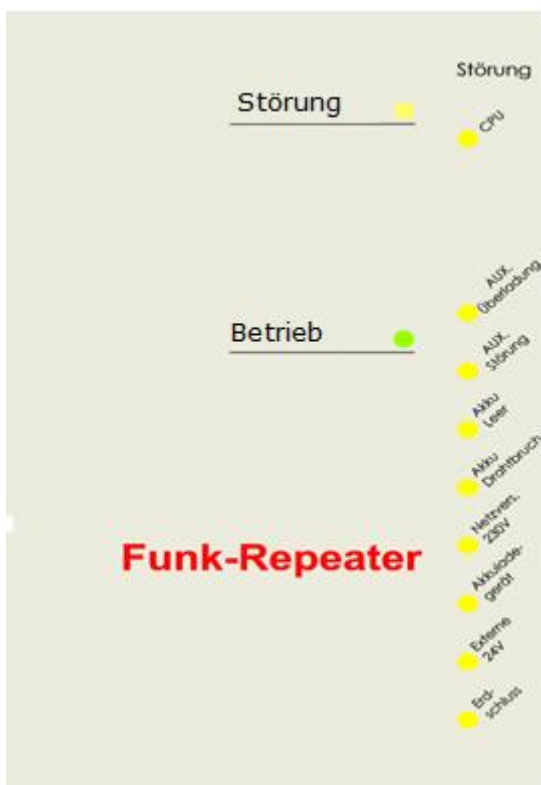 Störung
Störung
CPU
AUX.
Überladung
Betrieb
AUX.
Störung
Akku
Leer
Akku
Drahtbruch
Netzvers.
230V
Funk-Repeater
Akkulade-
gerät
Externe
24V
Erd-
schluss